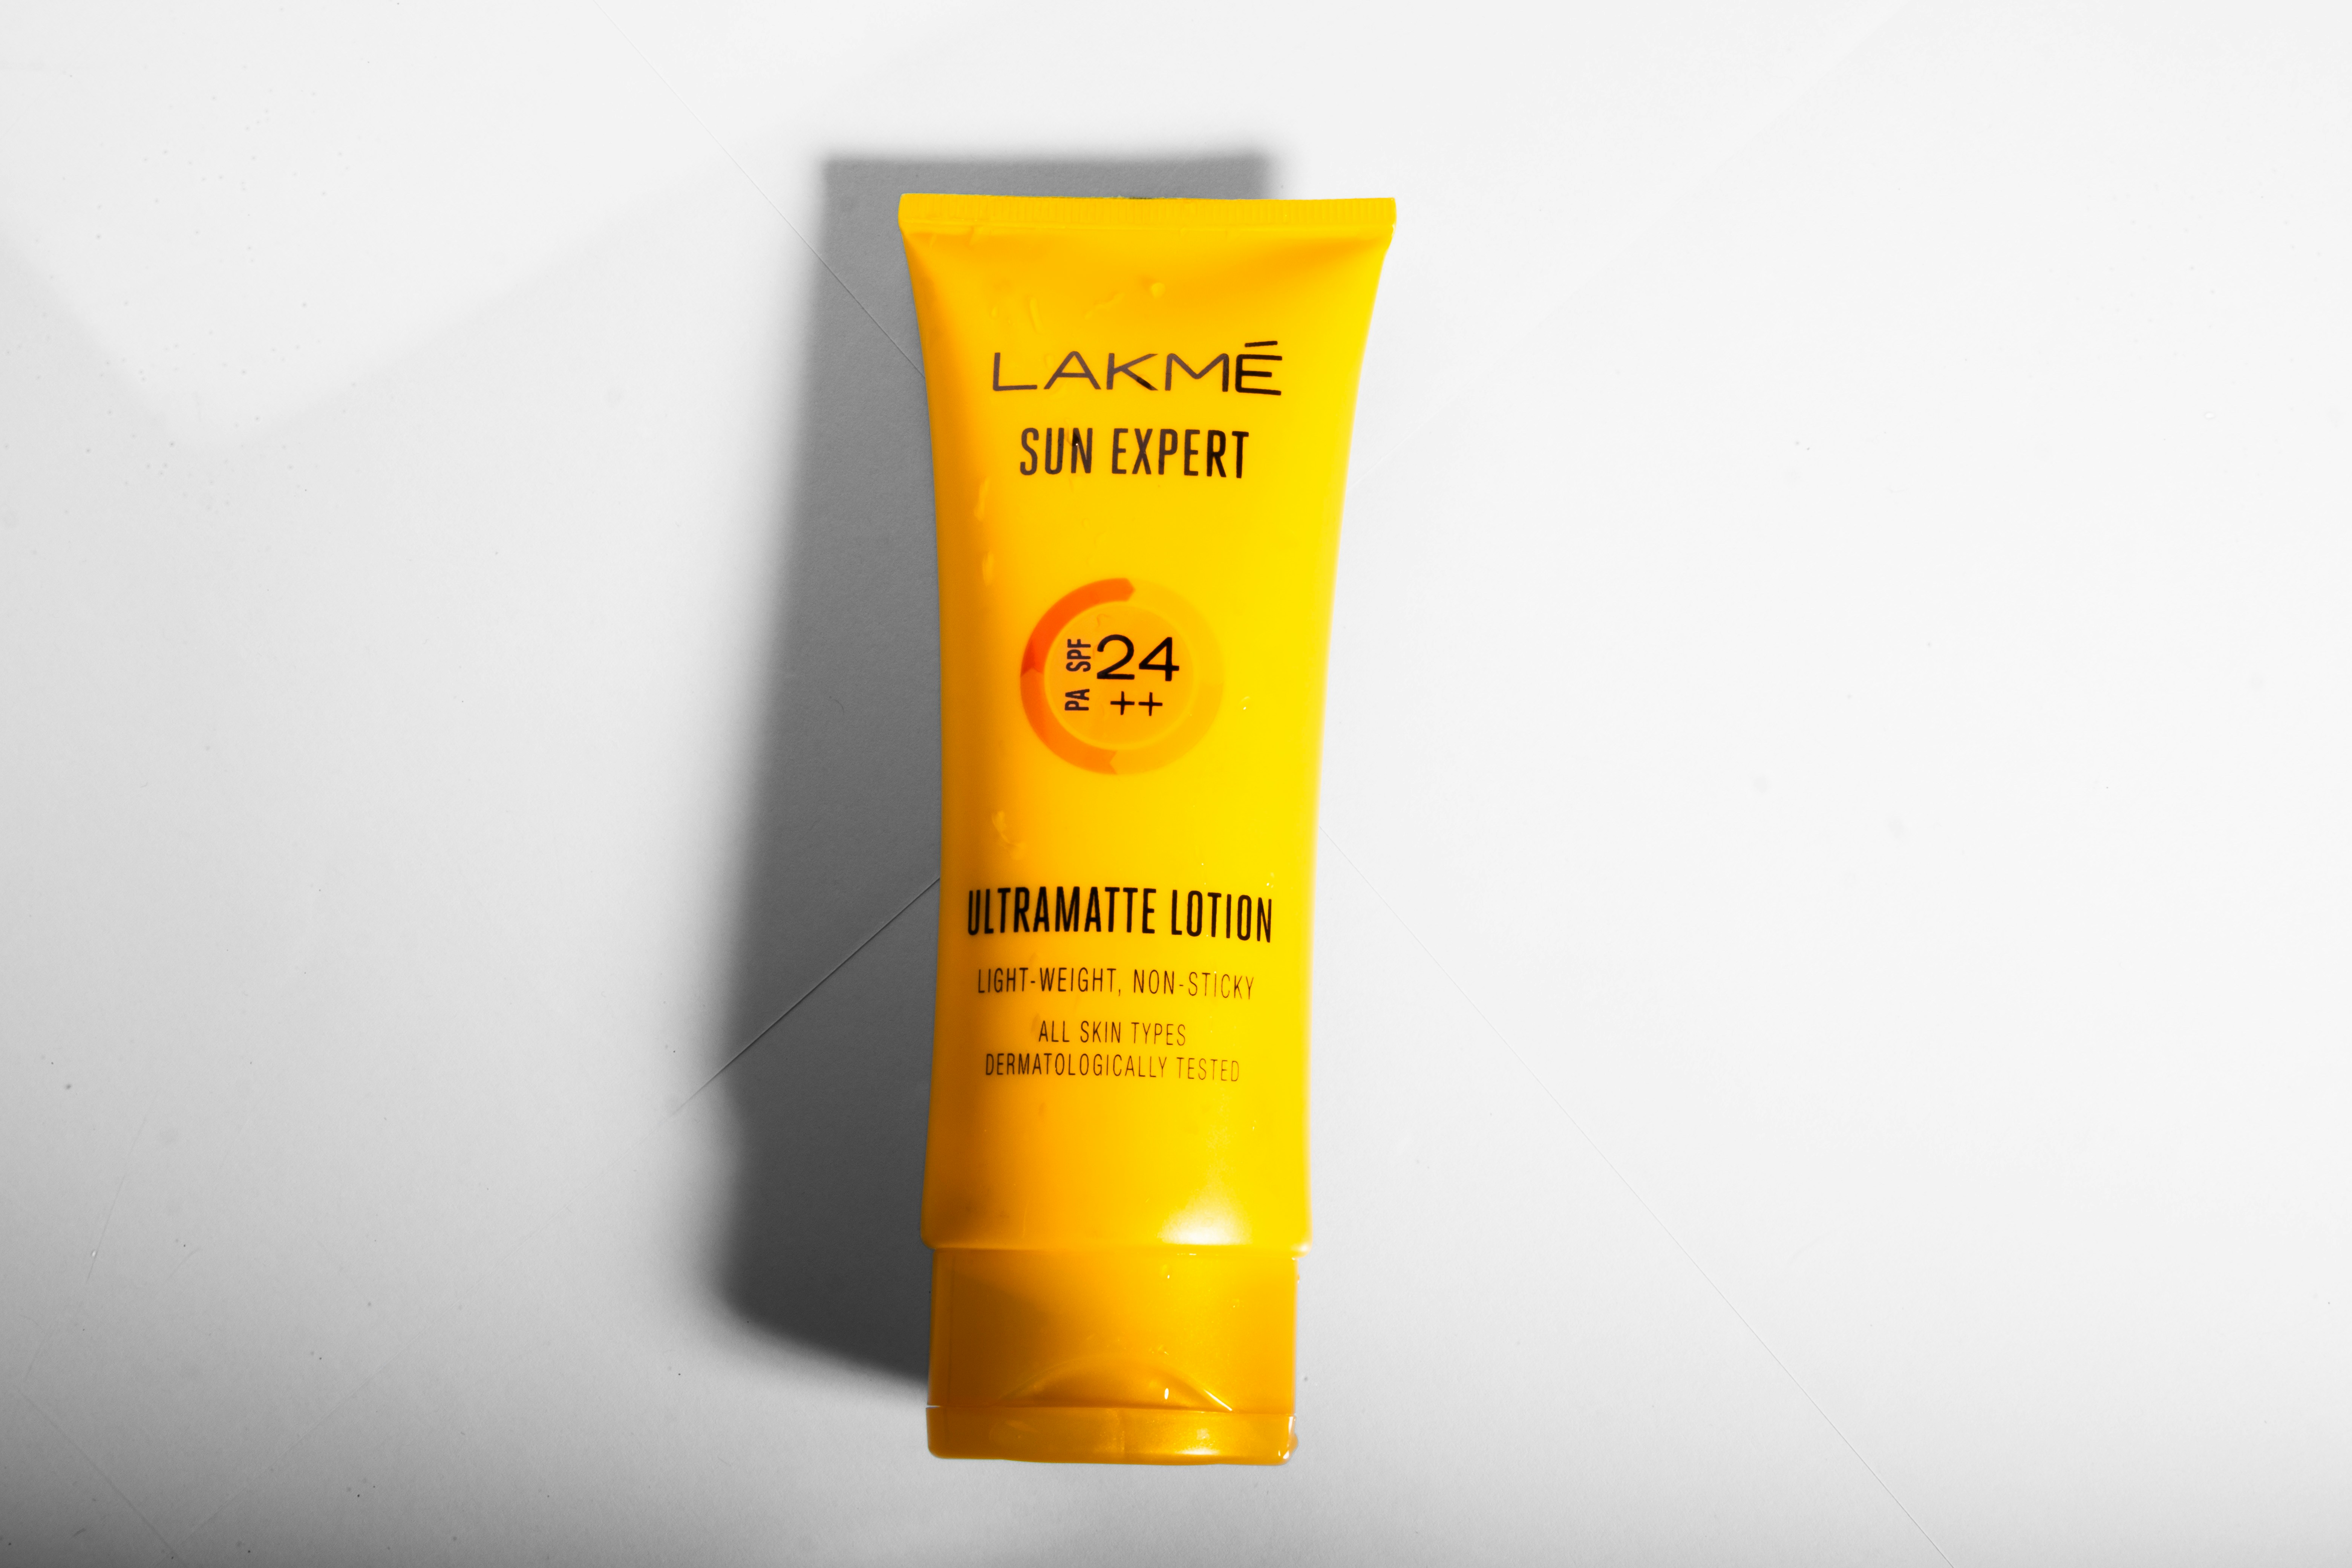 LAKMÉ
SUN EXPERT
SPF 24
PA ++
ULTRAMATTE LOTION
LIGHT-WEIGHT, NON-STICKY
ALL SKIN TYPES
DERMATOLOGICALLY TESTED